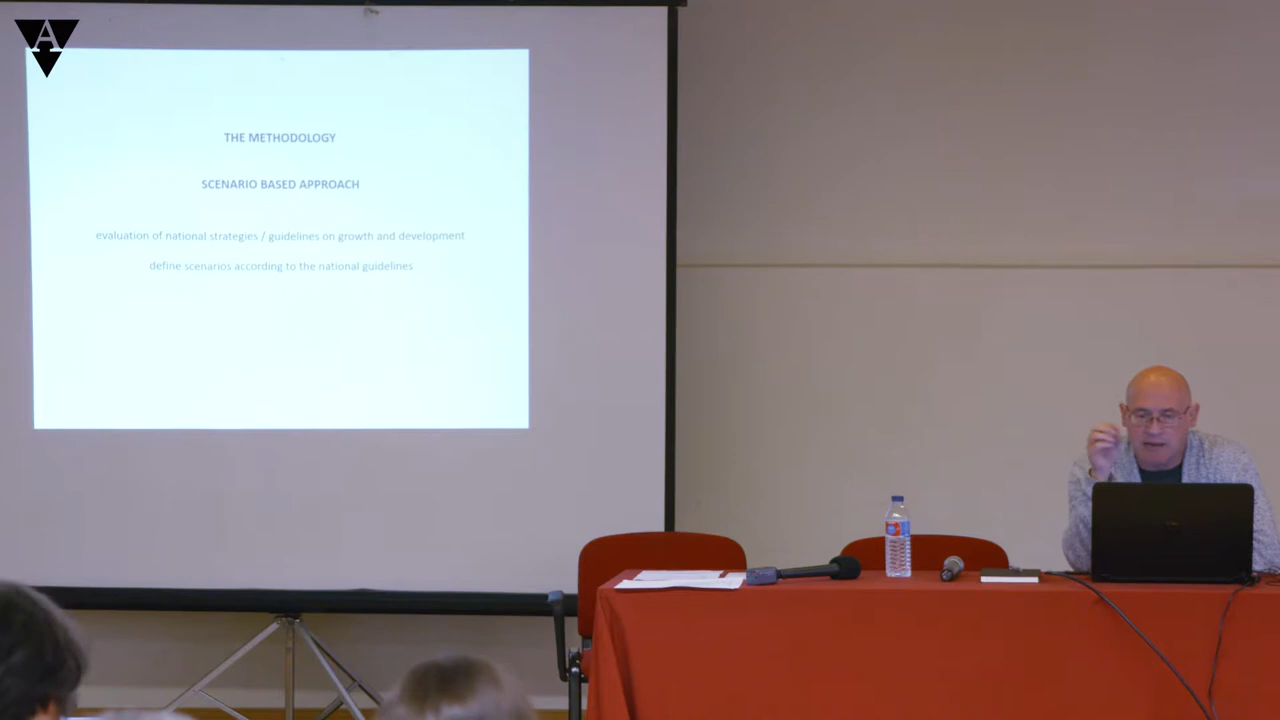 A
THE METHODOLOGY
SCENARIO BASED APPROACH
evaluation of national strategies / guidelines on growth and development
define scenarios according to the national guidelines